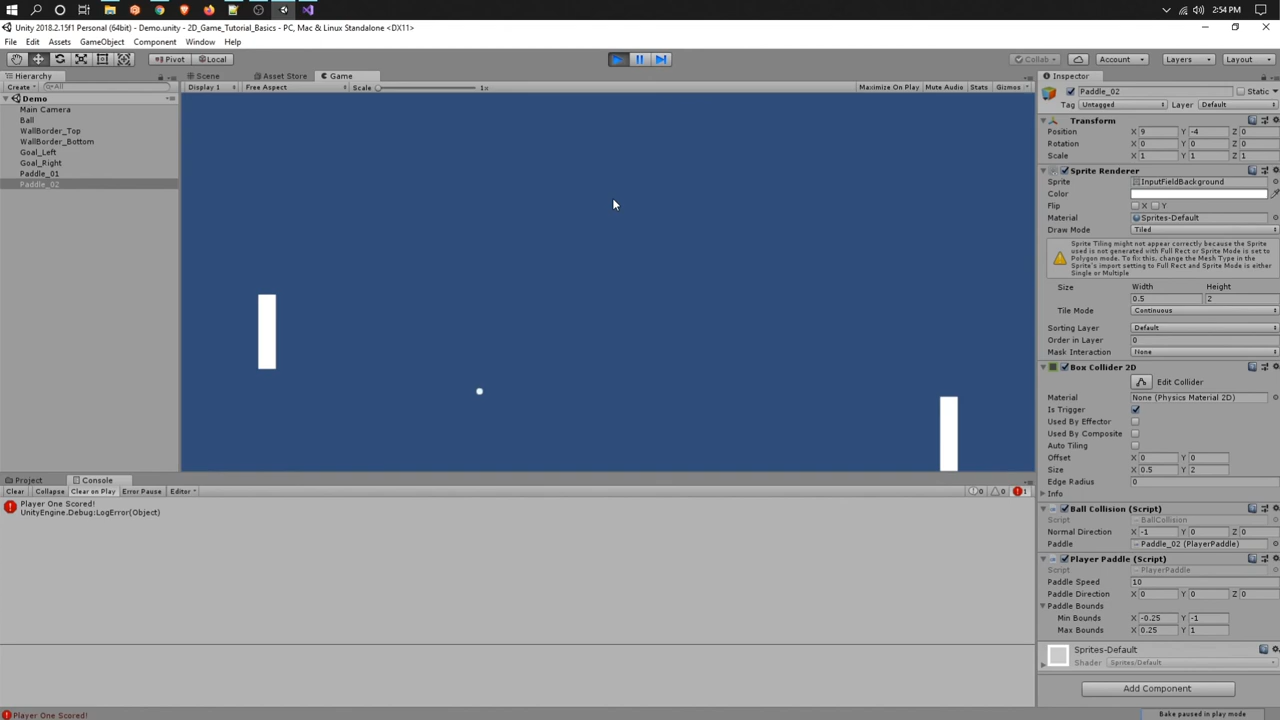 2:54 PM
Unity 2018.2.15f1 Personal (64bit) - Demo.unity - 2D_Game_Tutorial_Basics - PC, Mac & Linux Standalone <DX11>
File Edit Assets GameObject Component Window Help
Pivot Local Collab Account Layers Layout
Hierarchy
Create All
Demo
Main Camera
Ball
WallBorder_Top
WallBorder_Bottom
Goal_Left
Goal_Right
Paddle_01
Paddle_02
Scene Asset Store Game
Display 1 Free Aspect Scale 1x Maximize On Play Mute Audio Stats Gizmos
Project Console
Clear Collapse Clear on Play Error Pause Editor 0 0 1
Player One Scored!
UnityEngine.Debug:LogError(Object)
Player One Scored!
Inspector
Paddle_02 Static
Tag Untagged Layer Default
Transform
Position X 9 Y -4 Z 0
Rotation X 0 Y 0 Z 0
Scale X 1 Y 1 Z 1
Sprite Renderer
Sprite InputFieldBackground
Color
Flip X Y
Material Sprites-Default
Draw Mode Tiled
Sprite Tiling might not appear correctly because the Sprite
used is not generated with Full Rect or Sprite Mode is set to
Polygon mode. To fix this, change the Mesh Type in the
Sprite's import setting to Full Rect and Sprite Mode is either
Single or Multiple
Size Width Height
0.5 2
Tile Mode Continuous
Sorting Layer Default
Order in Layer 0
Mask Interaction None
Box Collider 2D
Edit Collider
Material None (Physics Material 2D)
Is Trigger
Used By Effector
Used By Composite
Auto Tiling
Offset X 0 Y 0
Size X 0.5 Y 2
Edge Radius 0
Info
Ball Collision (Script)
Script BallCollision
Normal Direction X -1 Y 0 Z 0
Paddle Paddle_02 (PlayerPaddle)
Player Paddle (Script)
Script PlayerPaddle
Paddle Speed 10
Paddle Direction X 0 Y 0 Z 0
Paddle Bounds
Min Bounds X -0.25 Y -1
Max Bounds X 0.25 Y 1
Sprites-Default
Shader Sprites/Default
Add Component
Bake paused in play mode